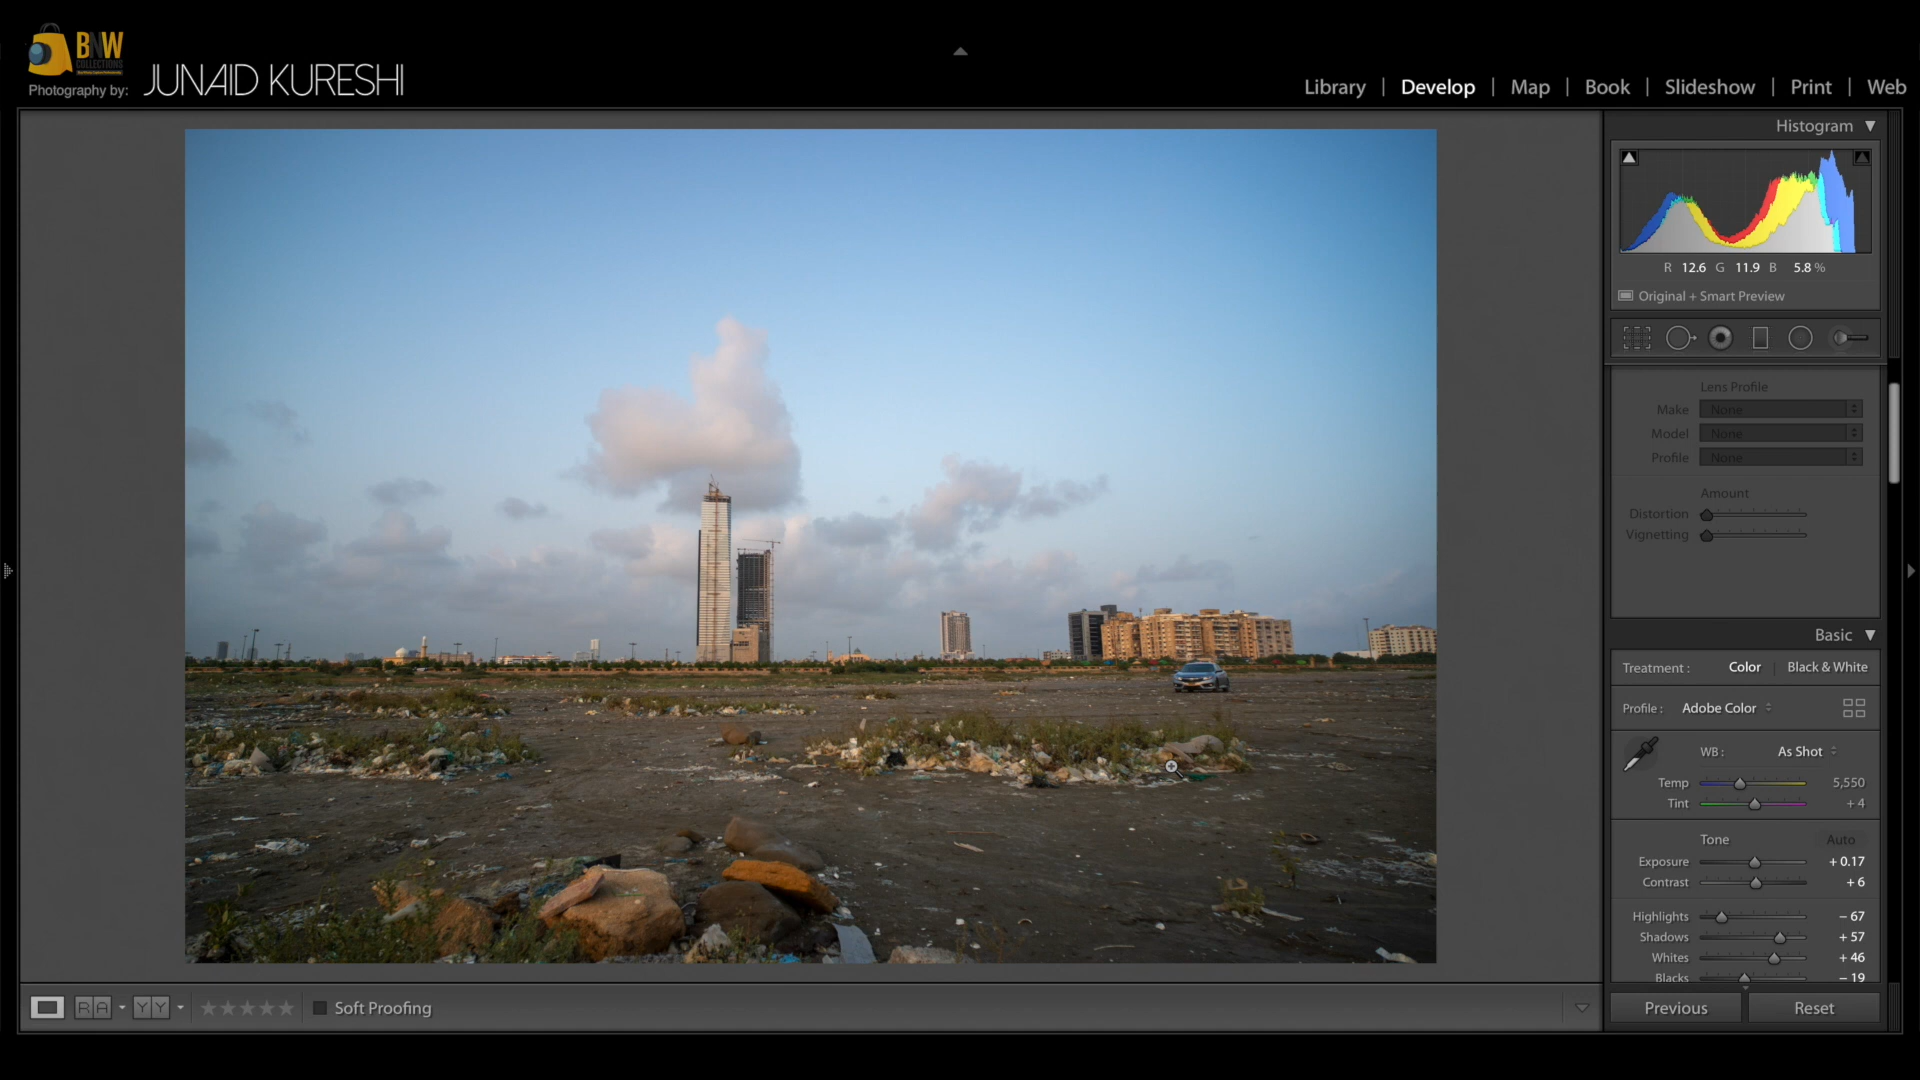 BNW
COLLECTIONS
Photography by: JUNAID KURESHI
Library | Develop | Map | Book | Slideshow | Print | Web
Histogram
R 12.6 G 11.9 B 5.8 %
Original + Smart Preview
Lens Profile
Make None
Model None
Profile None
Amount
Distortion
Vignetting
Basic
Treatment : Color | Black & White
Profile : Adobe Color
WB : As Shot
Temp 5,550
Tint + 4
Tone Auto
Exposure + 0.17
Contrast + 6
Highlights − 67
Shadows + 57
Whites + 46
Blacks − 19
R A Y Y Soft Proofing
Previous Reset